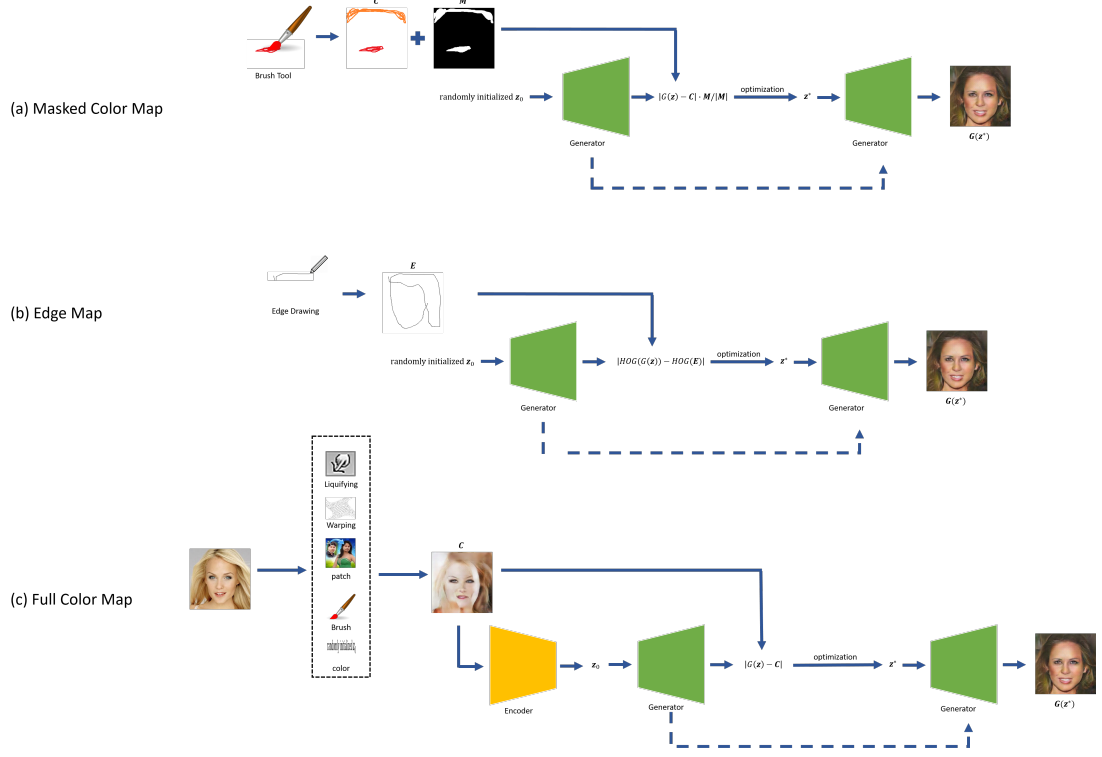 C
M
Brush Tool
(a) Masked Color Map
randomly initialized z₀
|G(z) − C| · M/|M|
optimization
z*
Generator
Generator
G(z*)
E
Edge Drawing
(b) Edge Map
randomly initialized z₀
|HOG(G(z)) − HOG(E)|
optimization
z*
Generator
Generator
G(z*)
Liquifying
Warping
patch
Brush
color
C
(c) Full Color Map
z₀
|G(z) − C|
optimization
z*
Encoder
Generator
Generator
G(z*)